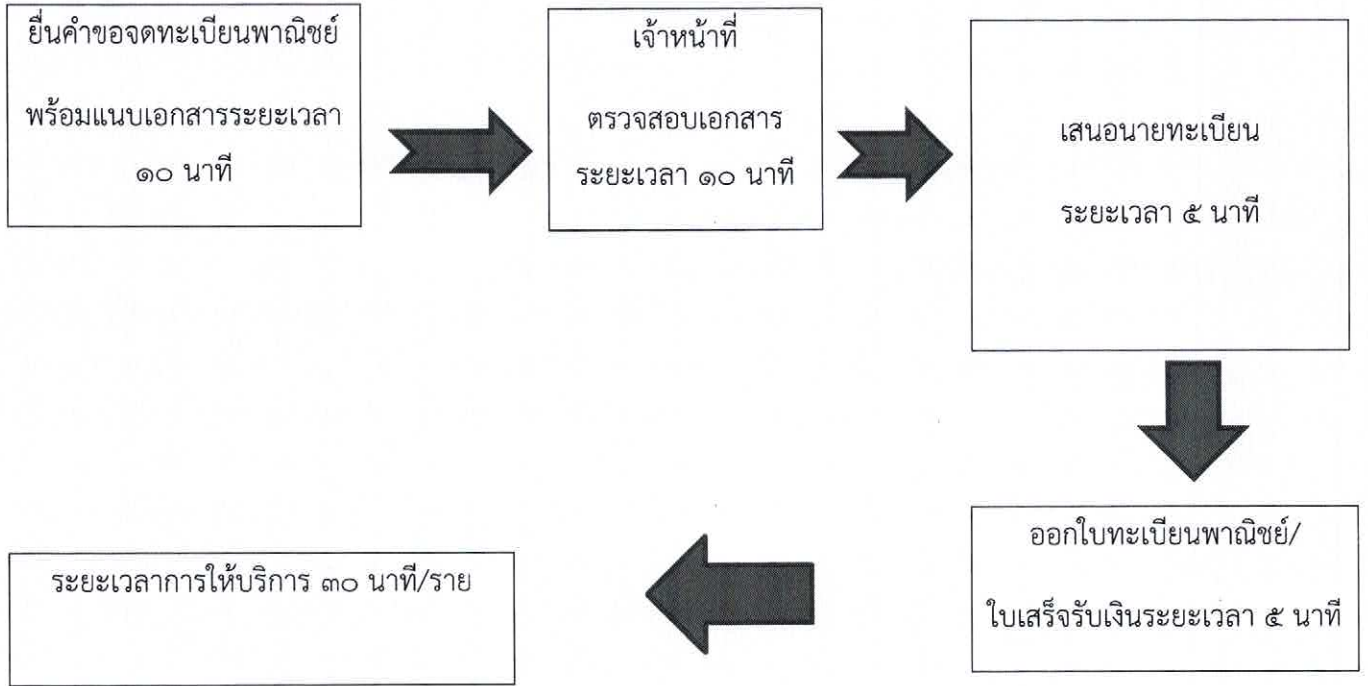 ยื่นคำขอจดทะเบียนพาณิชย์
พร้อมแนบเอกสารระยะเวลา
๑๐ นาที
เจ้าหน้าที่
ตรวจสอบเอกสาร
ระยะเวลา ๑๐ นาที
เสนอนายทะเบียน
ระยะเวลา ๕ นาที
ออกใบทะเบียนพาณิชย์/
ใบเสร็จรับเงินระยะเวลา ๕ นาที
ระยะเวลาการให้บริการ ๓๐ นาที/ราย